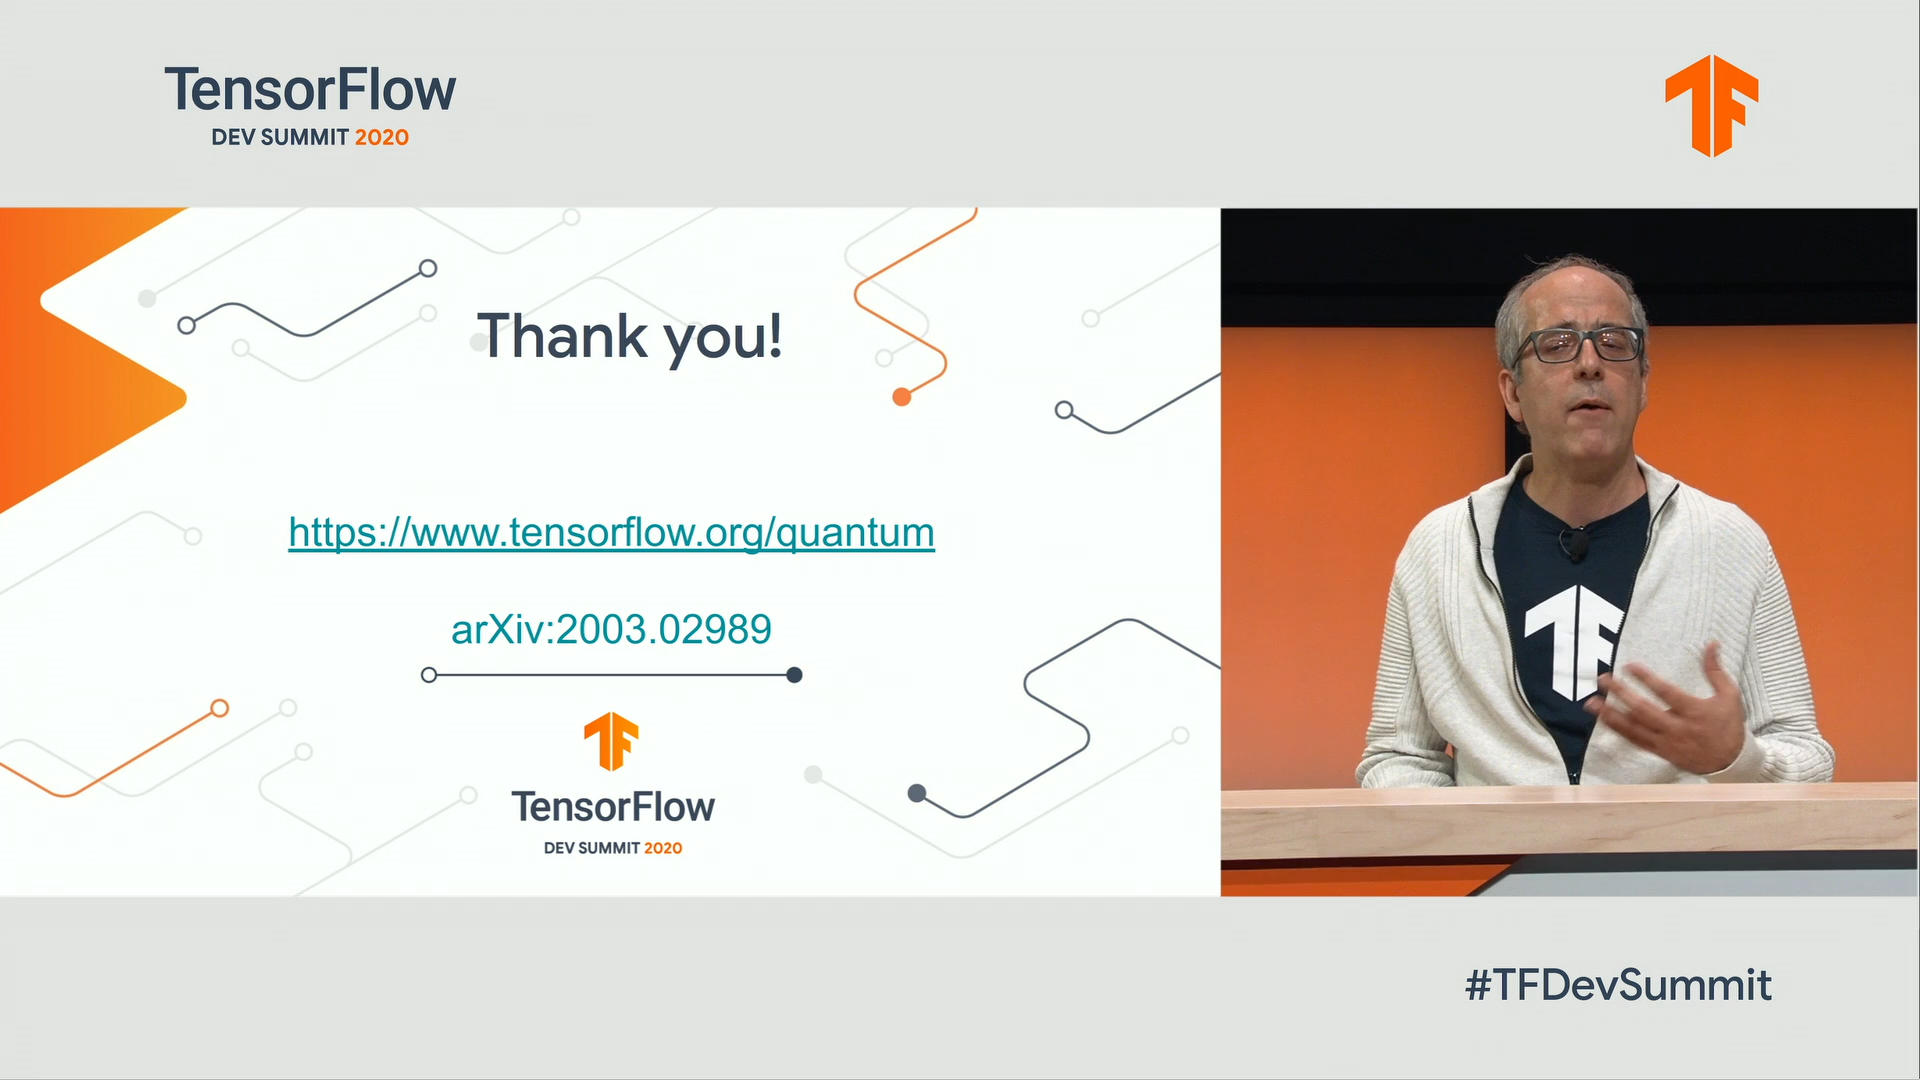 TensorFlow
DEV SUMMIT 2020
Thank you!
https://www.tensorflow.org/quantum
arXiv:2003.02989
TensorFlow
DEV SUMMIT 2020
TF
#TFDevSummit